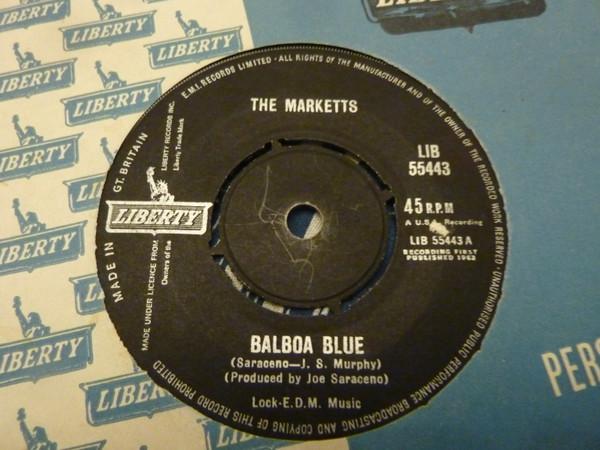 LIBERTY
LIBERTY
LIBERTY
LIBERTY
E.M.I. RECORDS LIMITED · ALL RIGHTS OF THE MANUFACTURER AND OF THE OWNER OF THE RECORDED WORK RESERVED · UNAUTHORISED PUBLIC PERFORMANCE BROADCASTING AND COPYING OF THIS RECORD PROHIBITED
MADE IN GT. BRITAIN
THE MARKETTS
LIBERTY RECORDS INC.
Liberty Trade Mark
LIBERTY
MADE UNDER LICENCE FROM
Owners of the
LIB
55443
45 R.P.M
A U.S.A. Recording
LIB 55443 A
RECORDING FIRST
PUBLISHED 1962
BALBOA BLUE
(Saraceno—J. S. Murphy)
(Produced by Joe Saraceno)
Lock-E.D.M. Music
PERS
LIBERTY
LIBERTY
LIBERTY